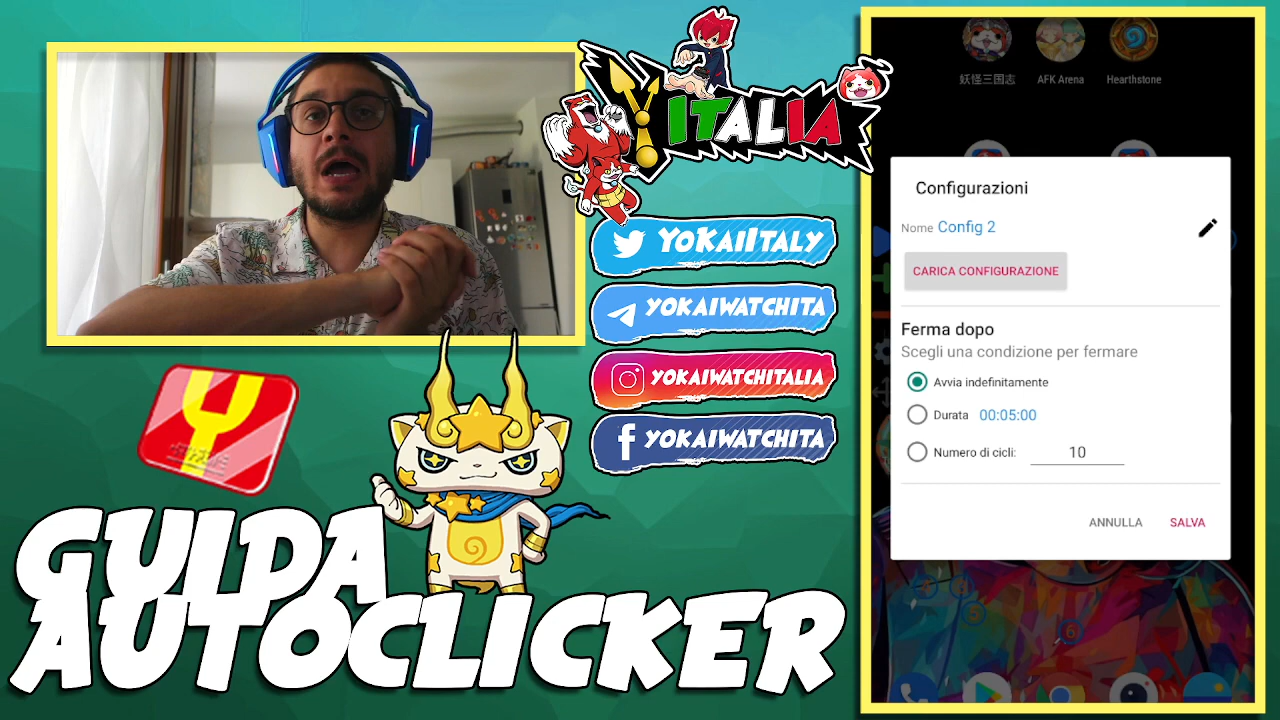 Y ITALIA
YOKAIITALY
YOKAIWATCHITA
YOKAIWATCHITALIA
YOKAIWATCHITA
GUIDA
AUTOCLICKER
妖怪三国志
AFK Arena
Hearthstone
Configurazioni
Nome Config 2
CARICA CONFIGURAZIONE
Ferma dopo
Scegli una condizione per fermare
Avvia indefinitamente
Durata 00:05:00
Numero di cicli: 10
ANNULLA SALVA
6